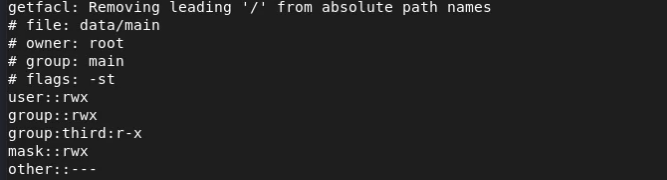 getfacl: Removing leading '/' from absolute path names
# file: data/main
# owner: root
# group: main
# flags: -st
user::rwx
group::rwx
group:third:r-x
mask::rwx
other::---